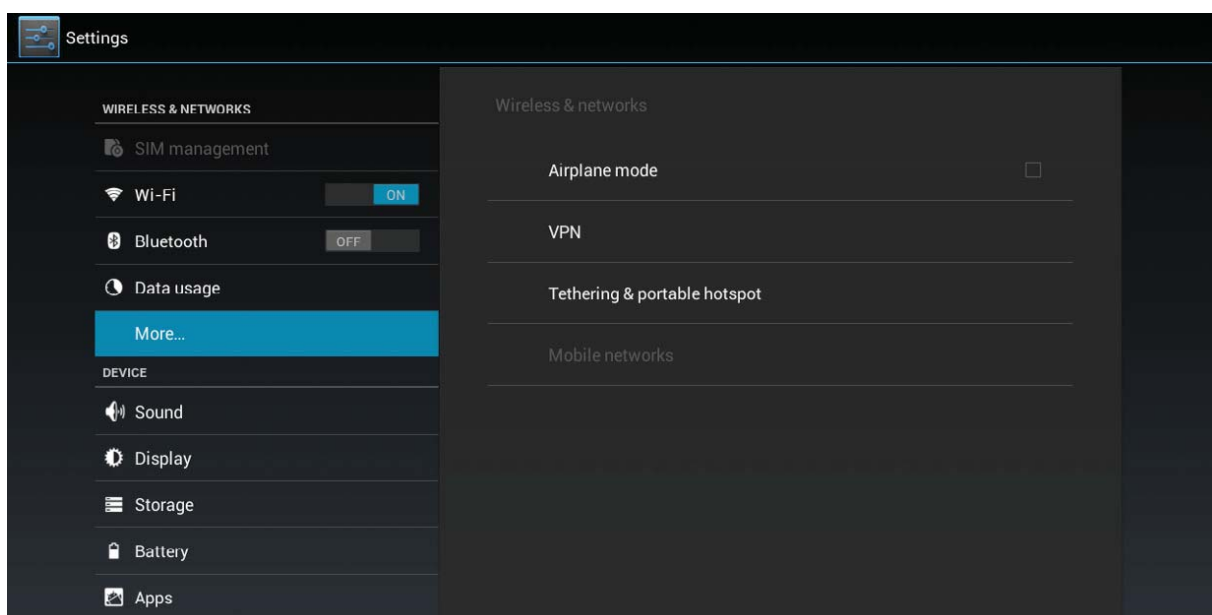 Settings
WIRELESS & NETWORKS
SIM management
Wi-Fi ON
Bluetooth OFF
Data usage
More...
DEVICE
Sound
Display
Storage
Battery
Apps
Wireless & networks
Airplane mode
VPN
Tethering & portable hotspot
Mobile networks